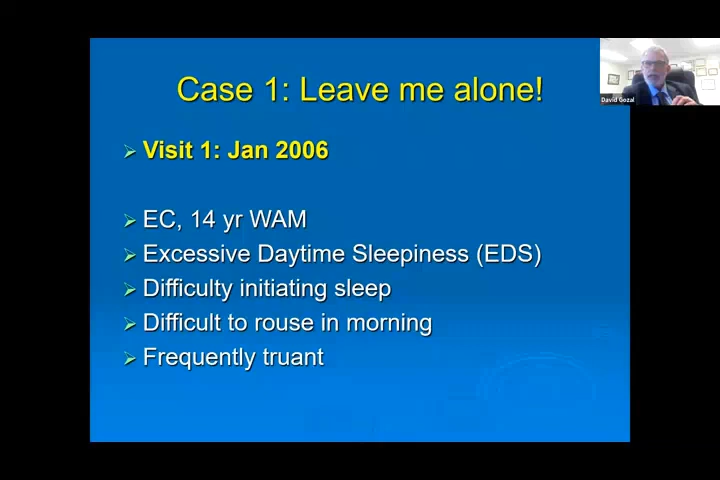 Case 1: Leave me alone!
David Gozal
➢ Visit 1: Jan 2006
➢ EC, 14 yr WAM
➢ Excessive Daytime Sleepiness (EDS)
➢ Difficulty initiating sleep
➢ Difficult to rouse in morning
➢ Frequently truant